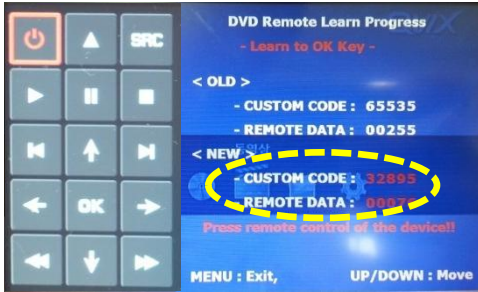 SRC
OK
DVD Remote Learn Progress
- Learn to OK Key -
< OLD >
- CUSTOM CODE : 65535
- REMOTE DATA : 00255
< NEW >
- CUSTOM CODE : 32895
- REMOTE DATA :
Press remote control of the device!!
MENU : Exit, UP/DOWN : Move